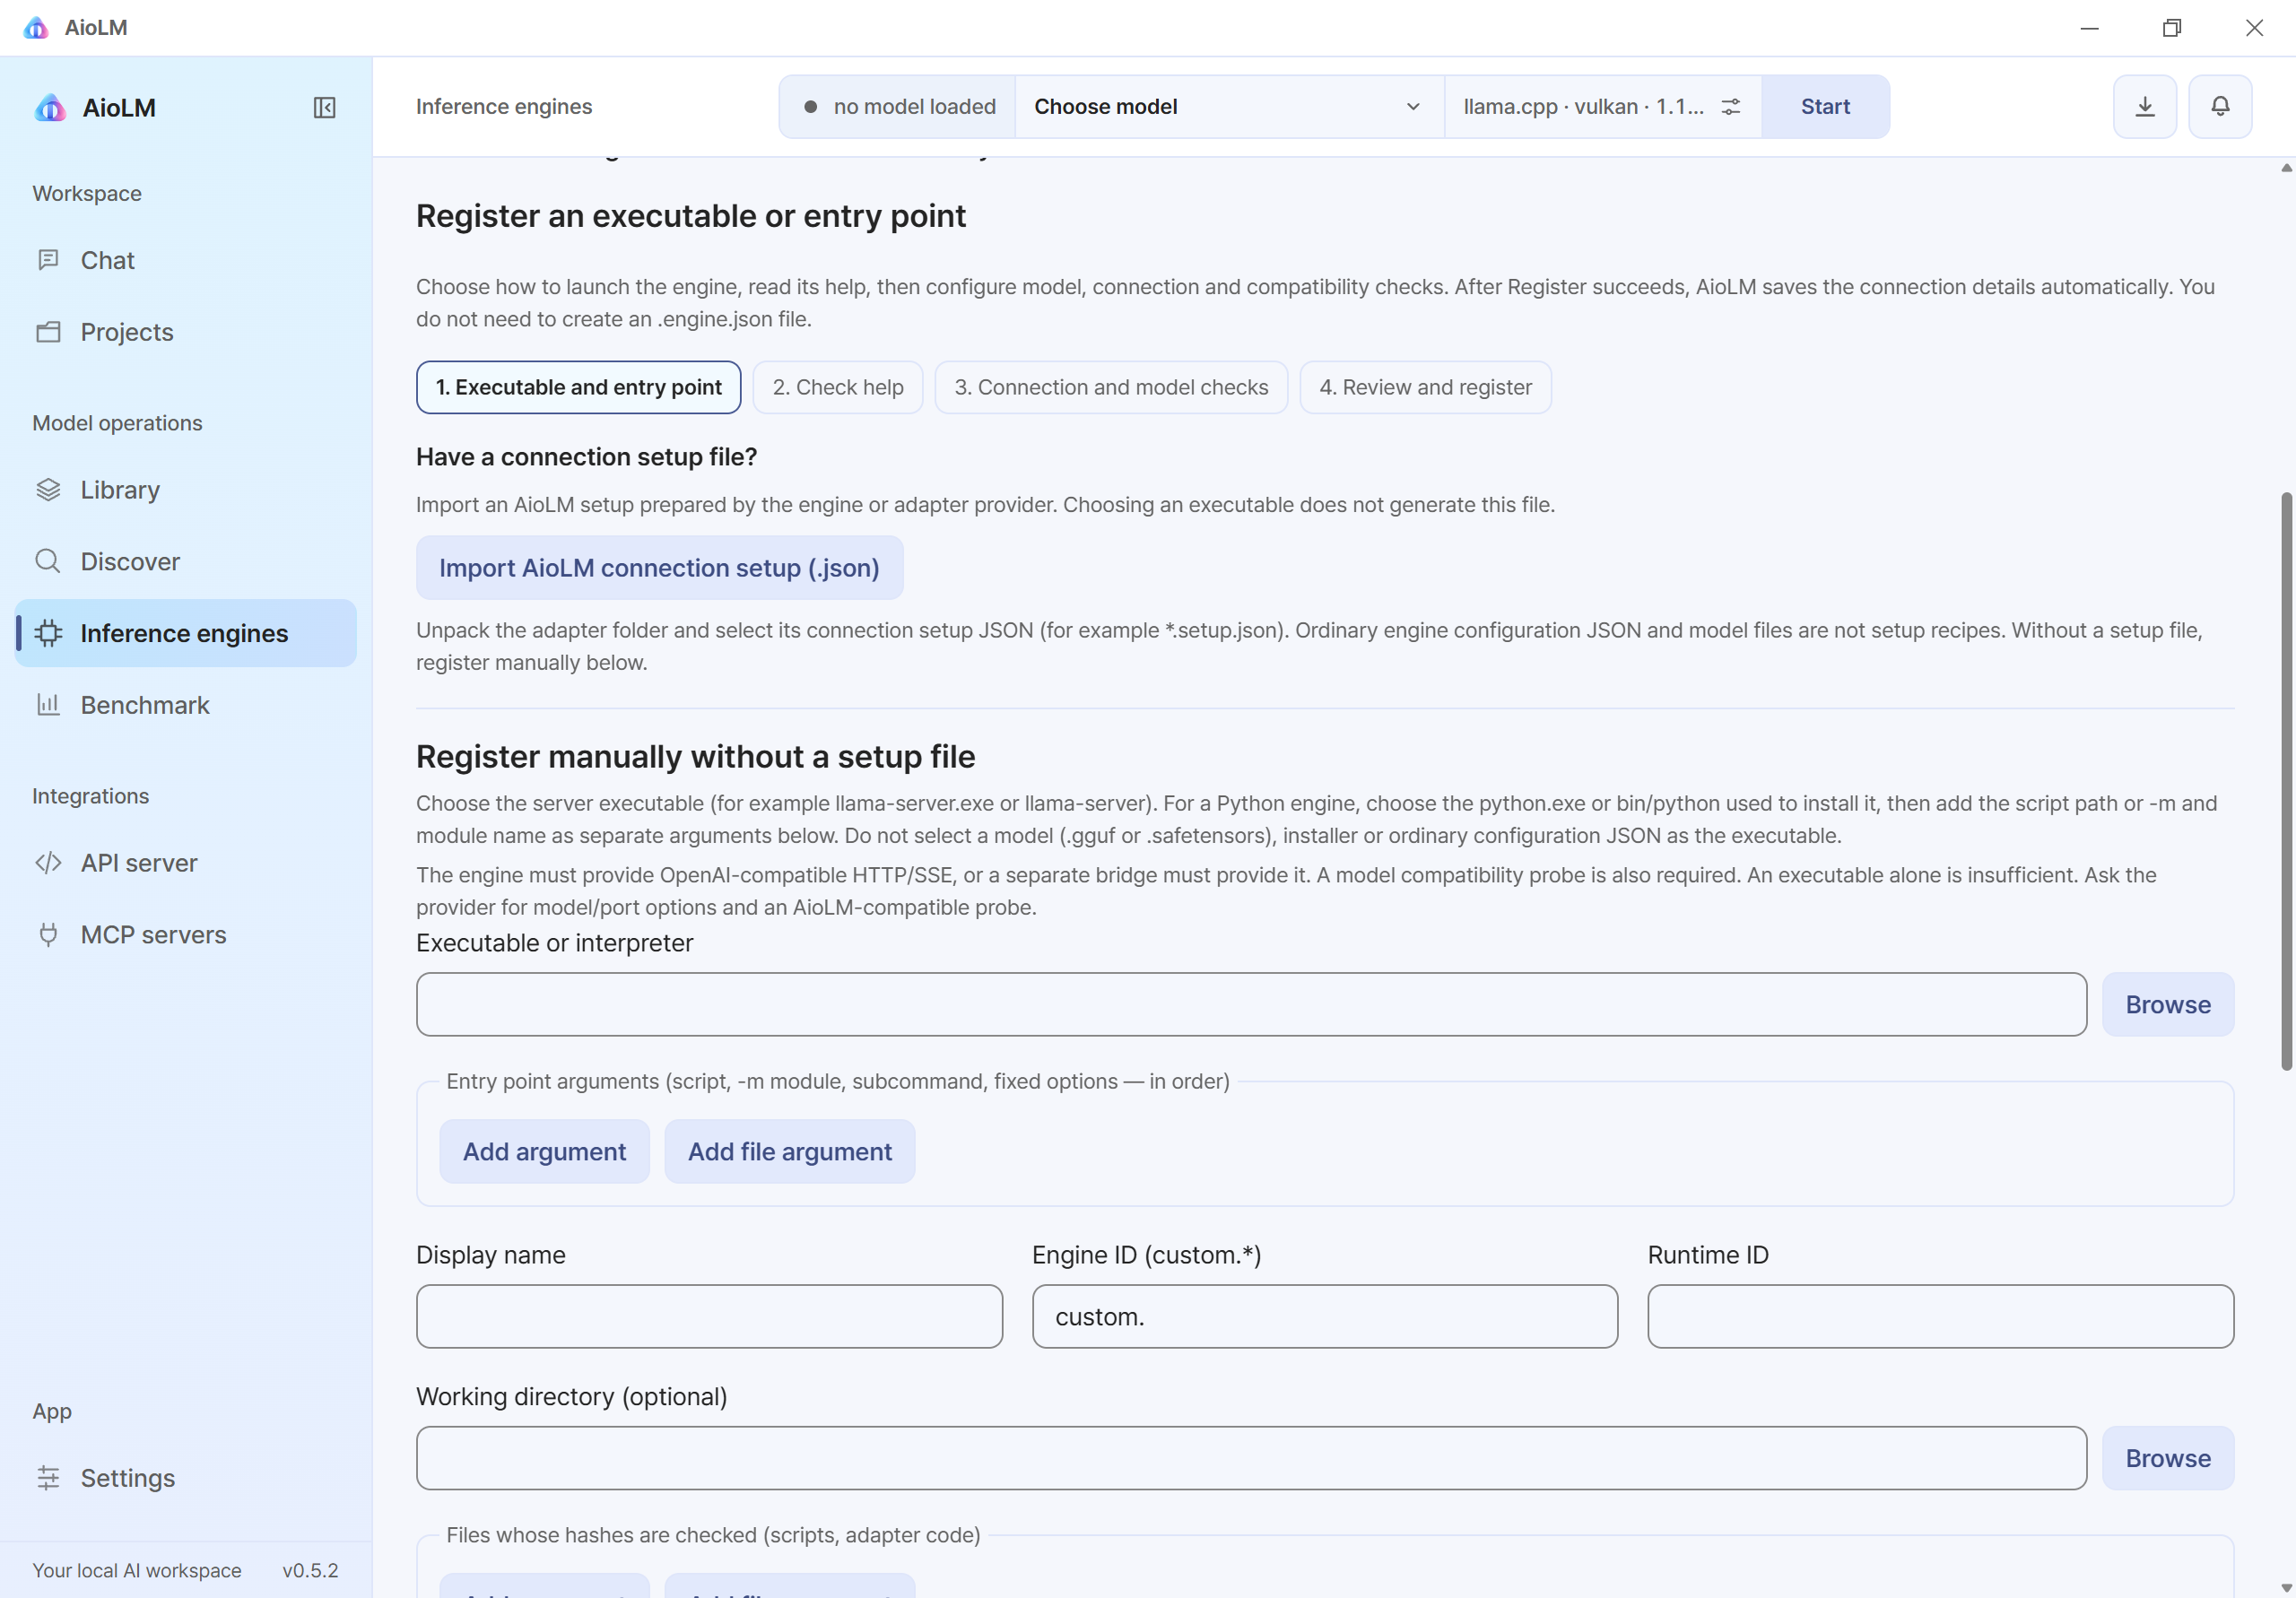 AioLM
AioLM
Workspace
Chat
Projects
Model operations
Library
Discover
Inference engines
Benchmark
Integrations
API server
MCP servers
App
Settings
Your local AI workspace v0.5.2
Inference engines
no model loaded
Choose model
llama.cpp · vulkan · 1.1...
Start
Register an executable or entry point
Choose how to launch the engine, read its help, then configure model, connection and compatibility checks. After Register succeeds, AioLM saves the connection details automatically. You
do not need to create an .engine.json file.
1. Executable and entry point
2. Check help
3. Connection and model checks
4. Review and register
Have a connection setup file?
Import an AioLM setup prepared by the engine or adapter provider. Choosing an executable does not generate this file.
Import AioLM connection setup (.json)
Unpack the adapter folder and select its connection setup JSON (for example *.setup.json). Ordinary engine configuration JSON and model files are not setup recipes. Without a setup file,
register manually below.
Register manually without a setup file
Choose the server executable (for example llama-server.exe or llama-server). For a Python engine, choose the python.exe or bin/python used to install it, then add the script path or -m and
module name as separate arguments below. Do not select a model (.gguf or .safetensors), installer or ordinary configuration JSON as the executable.
The engine must provide OpenAI-compatible HTTP/SSE, or a separate bridge must provide it. A model compatibility probe is also required. An executable alone is insufficient. Ask the
provider for model/port options and an AioLM-compatible probe.
Executable or interpreter
Browse
Entry point arguments (script, -m module, subcommand, fixed options — in order)
Add argument
Add file argument
Display name
Engine ID (custom.*)
Runtime ID
custom.
Working directory (optional)
Browse
Files whose hashes are checked (scripts, adapter code)